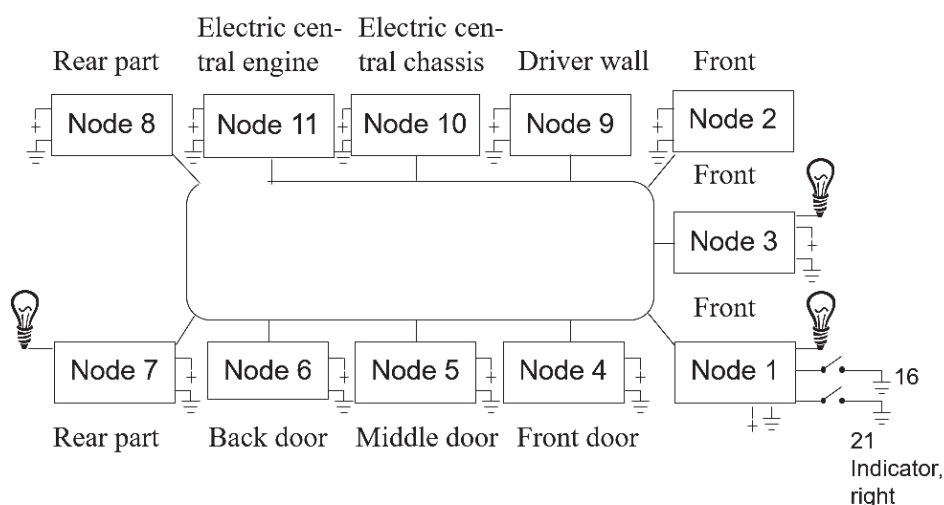 Electric cen-
tral engine
Electric cen-
tral chassis
Rear part
Driver wall
Front
Node 8
Node 11
Node 10
Node 9
Node 2
Front
Node 3
Front
Node 7
Node 6
Node 5
Node 4
Node 1
16
Rear part
Back door
Middle door
Front door
21
Indicator,
right